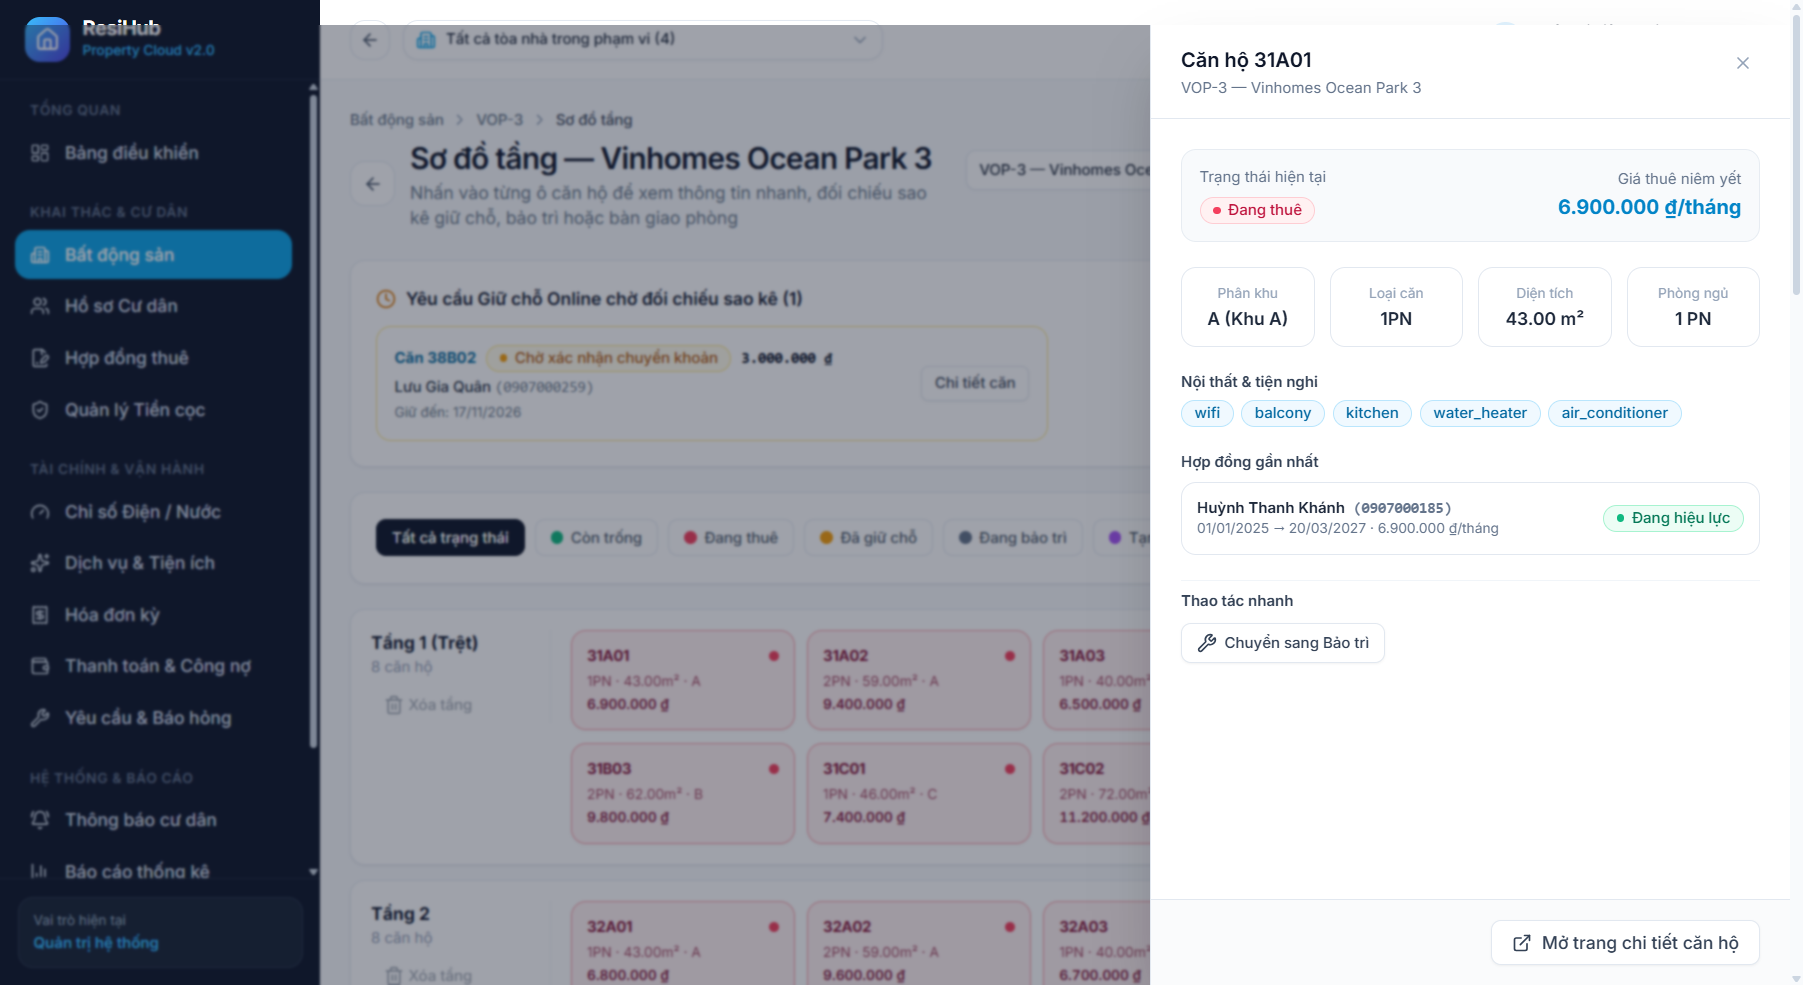 ResiHub
Property Cloud v2.0
TỔNG QUAN
Bảng điều khiển
KHAI THÁC & CƯ DÂN
Bất động sản
Hồ sơ Cư dân
Hợp đồng thuê
Quản lý Tiền cọc
TÀI CHÍNH & VẬN HÀNH
Chỉ số Điện / Nước
Dịch vụ & Tiện ích
Hóa đơn kỳ
Thanh toán & Công nợ
Yêu cầu & Báo hỏng
HỆ THỐNG & BÁO CÁO
Thông báo cư dân
Báo cáo thống kê
Vai trò hiện tại
Quản trị hệ thống
Tất cả tòa nhà trong phạm vi (4)
Bất động sản > VOP-3 > Sơ đồ tầng
Sơ đồ tầng — Vinhomes Ocean Park 3
Nhấn vào từng ô căn hộ để xem thông tin nhanh, đối chiếu sao
kê giữ chỗ, bảo trì hoặc bàn giao phòng
VOP-3 — Vinhomes Oce
Yêu cầu Giữ chỗ Online chờ đối chiếu sao kê (1)
Căn 38B02 Chờ xác nhận chuyển khoản 3.000.000 ₫
Lưu Gia Quân (0907000259)
Giữ đến: 17/11/2026
Chi tiết căn
Tất cả trạng thái Còn trống Đang thuê Đã giữ chỗ Đang bảo trì Tạ
Tầng 1 (Trệt)
8 căn hộ
Xóa tầng
31A01
1PN · 43.00m² · A
6.900.000 ₫
31A02
2PN · 59.00m² · A
9.400.000 ₫
31A03
1PN · 40.00m²
6.500.000 ₫
31B03
2PN · 62.00m² · B
9.800.000 ₫
31C01
1PN · 46.00m² · C
7.400.000 ₫
31C02
2PN · 72.00m²
11.200.000 ₫
Tầng 2
8 căn hộ
Xóa tầng
32A01
1PN · 43.00m² · A
6.800.000 ₫
32A02
2PN · 59.00m² · A
9.600.000 ₫
32A03
1PN · 40.00m²
6.700.000 ₫
Căn hộ 31A01
VOP-3 — Vinhomes Ocean Park 3
Trạng thái hiện tại
Đang thuê
Giá thuê niêm yết
6.900.000 ₫/tháng
Phân khu
A (Khu A)
Loại căn
1PN
Diện tích
43.00 m²
Phòng ngủ
1 PN
Nội thất & tiện nghi
wifi balcony kitchen water_heater air_conditioner
Hợp đồng gần nhất
Huỳnh Thanh Khánh (0907000185)
01/01/2025 → 20/03/2027 · 6.900.000 ₫/tháng
Đang hiệu lực
Thao tác nhanh
Chuyển sang Bảo trì
Mở trang chi tiết căn hộ